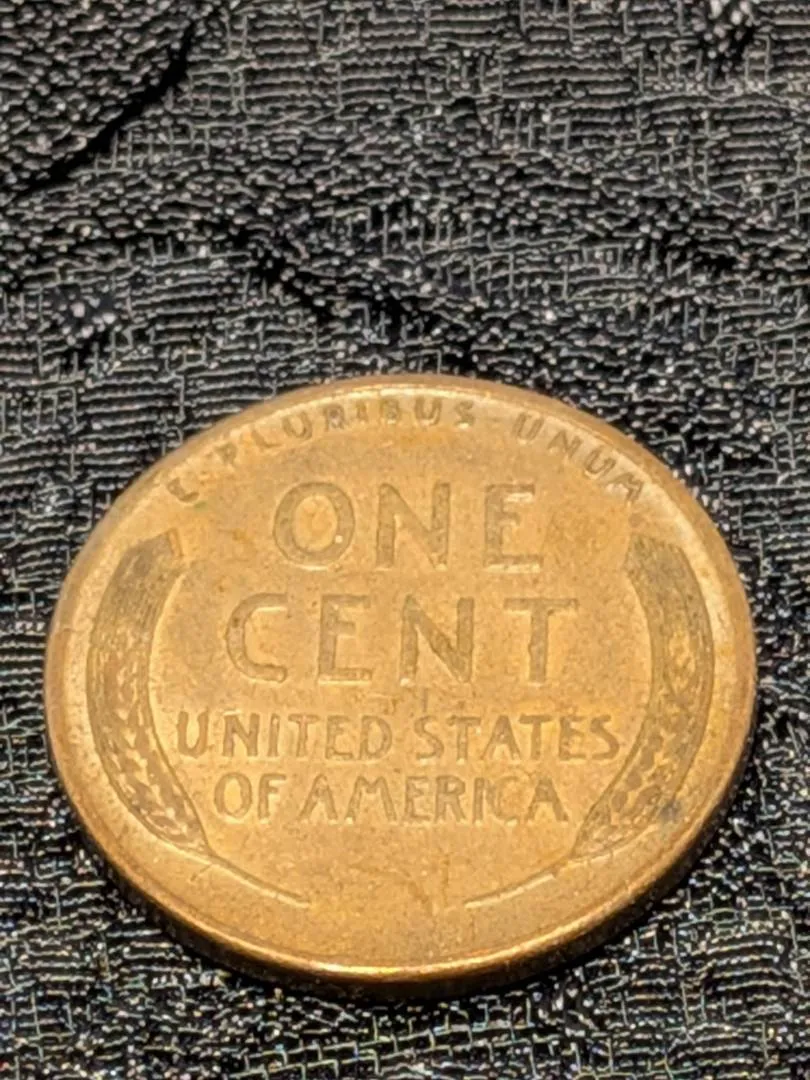 E · PLURIBUS · UNUM
ONE
CENT
UNITED STATES
OF AMERICA